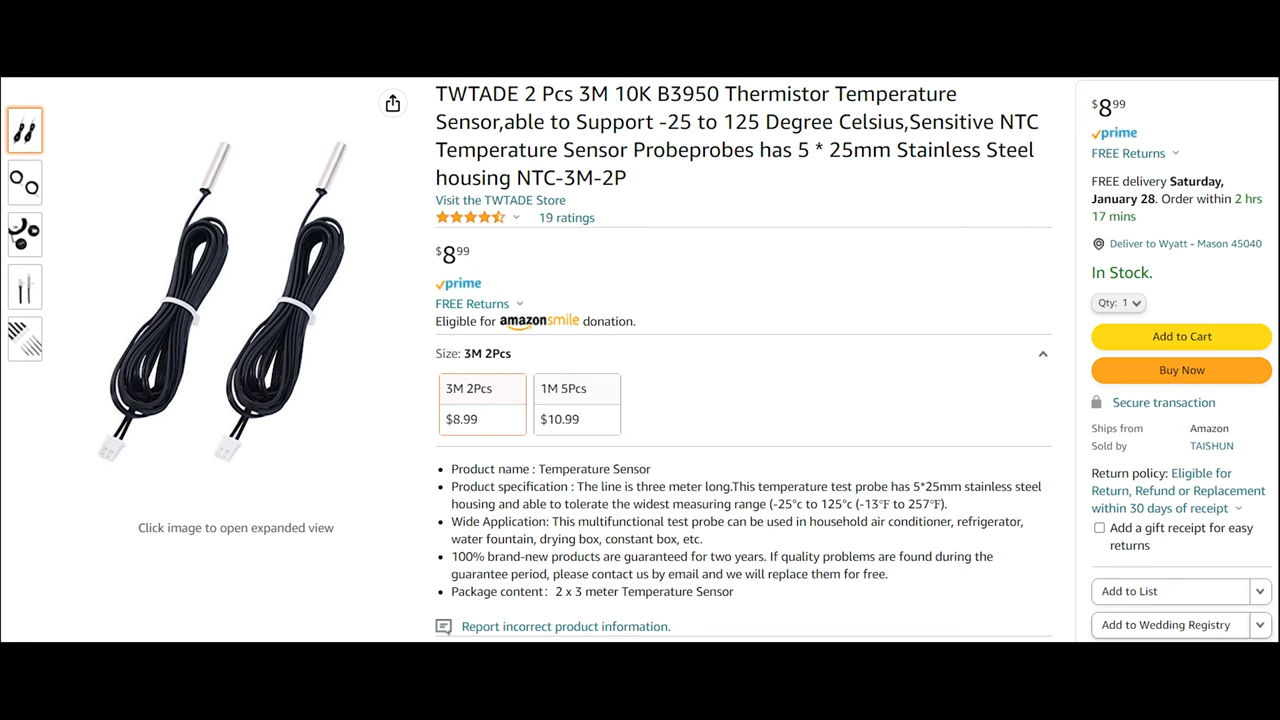 TWTADE 2 Pcs 3M 10K B3950 Thermistor Temperature
Sensor,able to Support -25 to 125 Degree Celsius,Sensitive NTC
Temperature Sensor Probeprobes has 5 * 25mm Stainless Steel
housing NTC-3M-2P
Visit the TWTADE Store
19 ratings
$8 99
prime
FREE Returns
Eligible for amazonsmile donation.
Size: 3M 2Pcs
3M 2Pcs
$8.99
1M 5Pcs
$10.99
• Product name : Temperature Sensor
• Product specification : The line is three meter long.This temperature test probe has 5*25mm stainless steel
housing and able to tolerate the widest measuring range (-25°c to 125°c (-13℉ to 257℉).
• Wide Application: This multifunctional test probe can be used in household air conditioner, refrigerator,
water fountain, drying box, constant box, etc.
• 100% brand-new products are guaranteed for two years. If quality problems are found during the
guarantee period, please contact us by email and we will replace them for free.
• Package content： 2 x 3 meter Temperature Sensor
Report incorrect product information.
Click image to open expanded view
$8 99
prime
FREE Returns
FREE delivery Saturday,
January 28. Order within 2 hrs
17 mins
Deliver to Wyatt - Mason 45040
In Stock.
Qty: 1
Add to Cart
Buy Now
Secure transaction
Ships from Amazon
Sold by TAISHUN
Return policy: Eligible for
Return, Refund or Replacement
within 30 days of receipt
Add a gift receipt for easy
returns
Add to List
Add to Wedding Registry